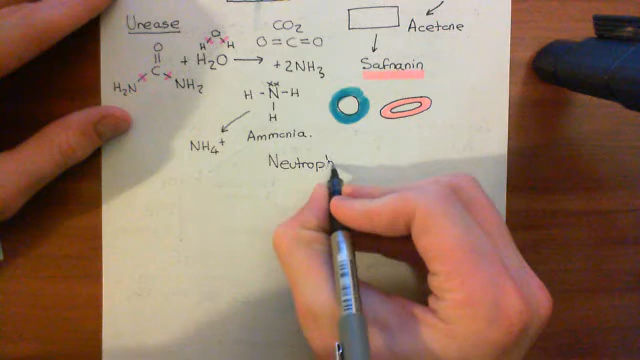 Urease
CO2
O=C=O
Acetone
O
H H
O
C
H2N NH2
+ H2O → + 2NH3
Safranin
H-N-H
H
NH4+
Ammonia.
Neutroph